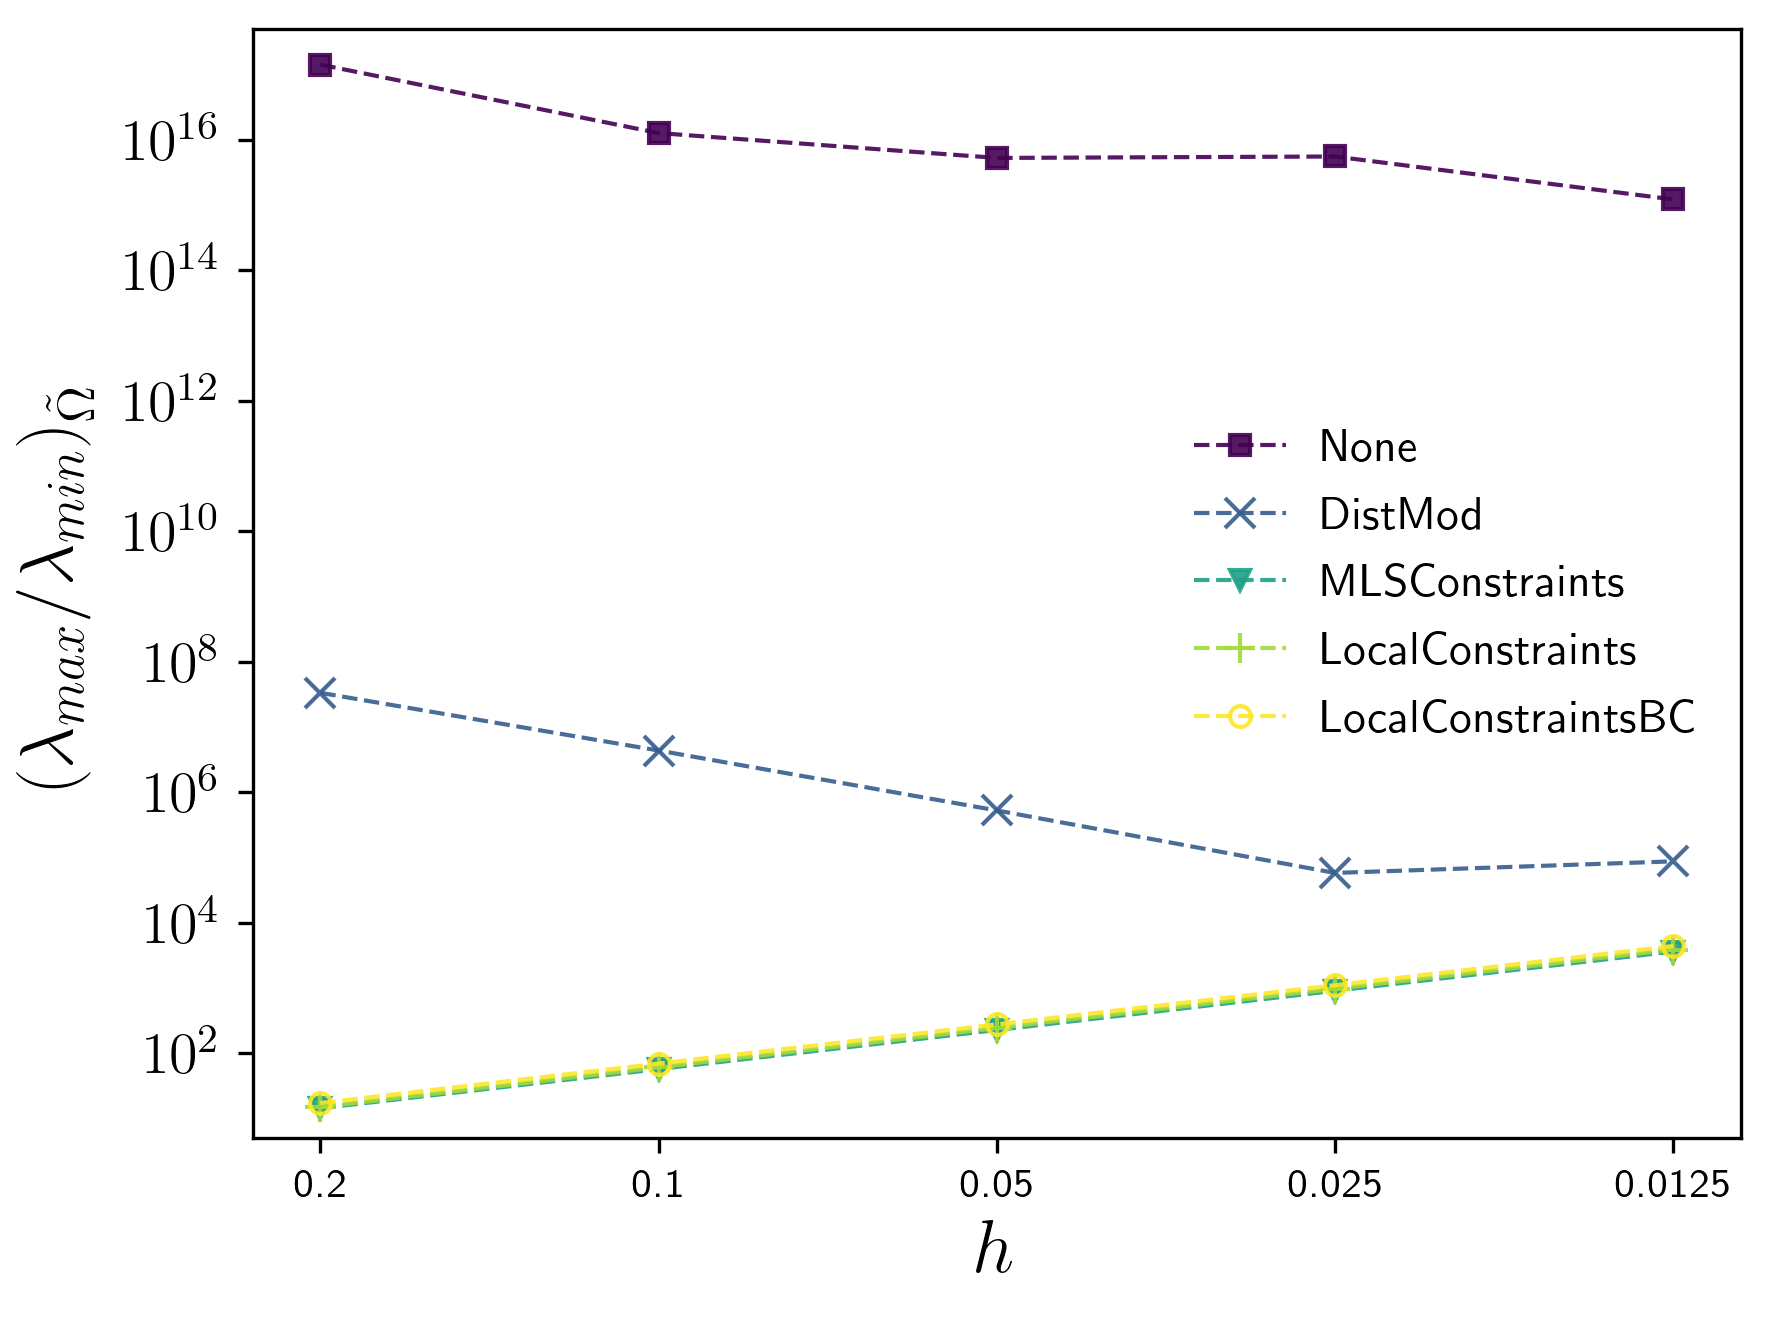 10^16
10^14
10^12
10^10
10^8
10^6
10^4
10^2
(λ_max/λ_min)_Ω̃
None
DistMod
MLSConstraints
LocalConstraints
LocalConstraintsBC
0.2 0.1 0.05 0.025 0.0125
h